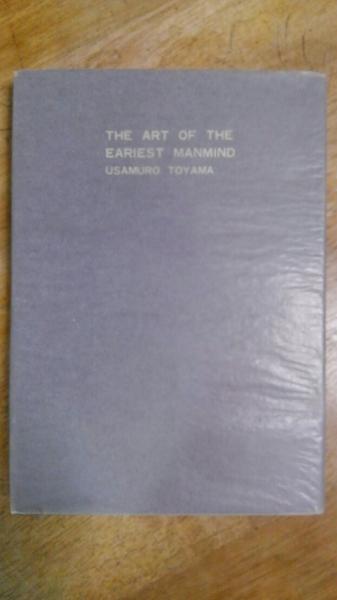 THE ART OF THE
EARIEST MANMIND
USAMURO TOYAMA